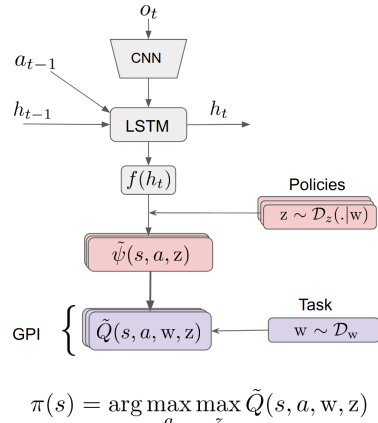 o_t
CNN
a_{t-1}
h_{t-1}
h_t
LSTM
f(h_t)
Policies
z ∼ 𝒟_z(.|w)
ψ̃(s, a, z)
Task
GPI { Q̃(s, a, w, z)
w ∼ 𝒟_w
π(s) = arg max_a max_z Q̃(s, a, w, z)